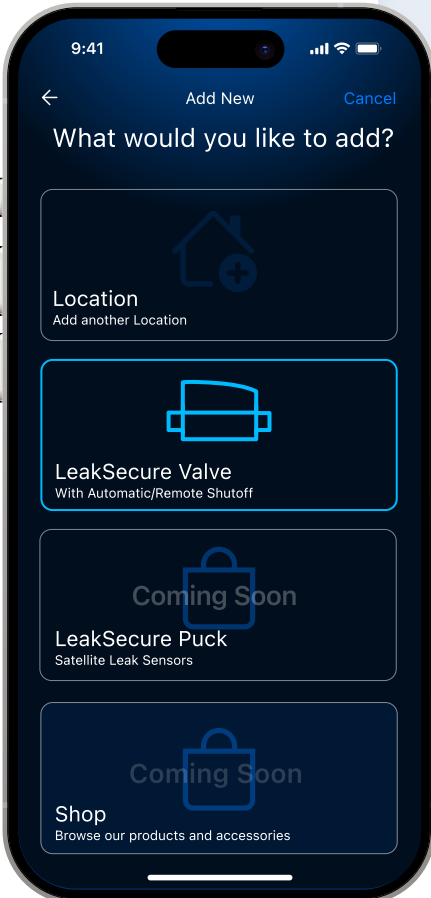 9:41
Add New
Cancel
What would you like to add?
Location
Add another Location
LeakSecure Valve
With Automatic/Remote Shutoff
Coming Soon
LeakSecure Puck
Satellite Leak Sensors
Coming Soon
Shop
Browse our products and accessories